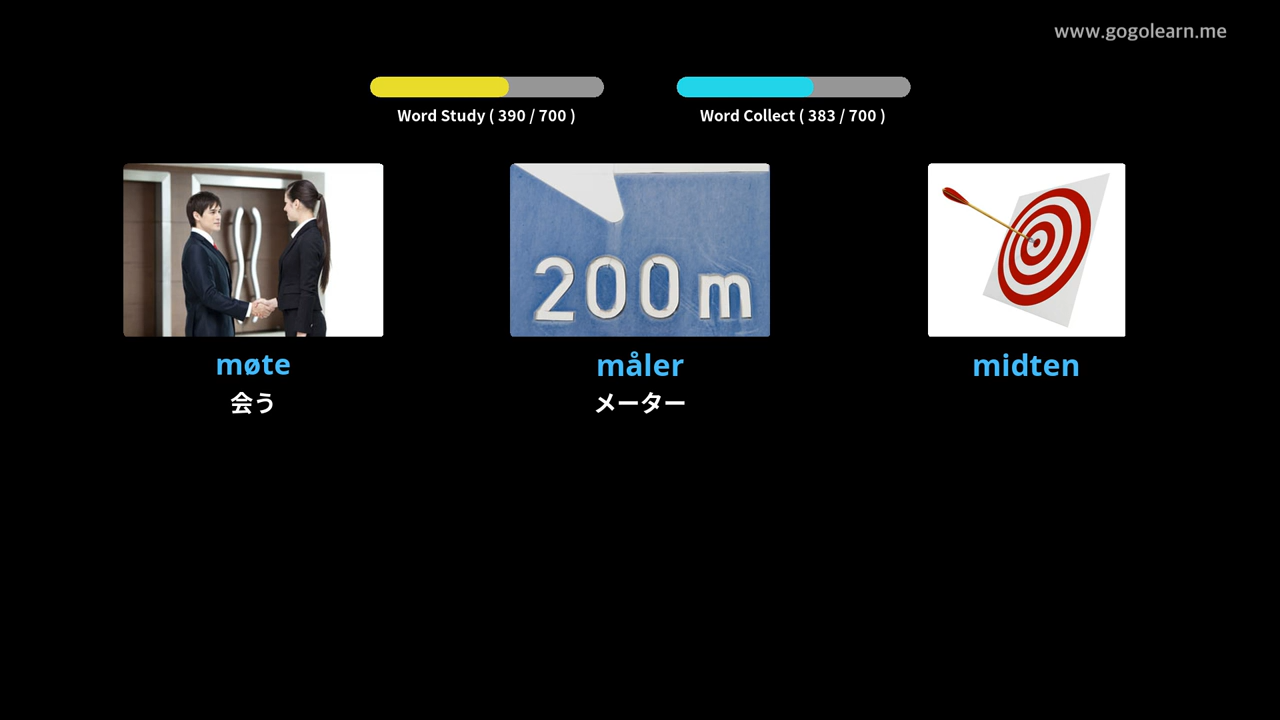 www.gogolearn.me
Word Study ( 390 / 700 )
Word Collect ( 383 / 700 )
200 m
møte
måler
midten
会う
メーター